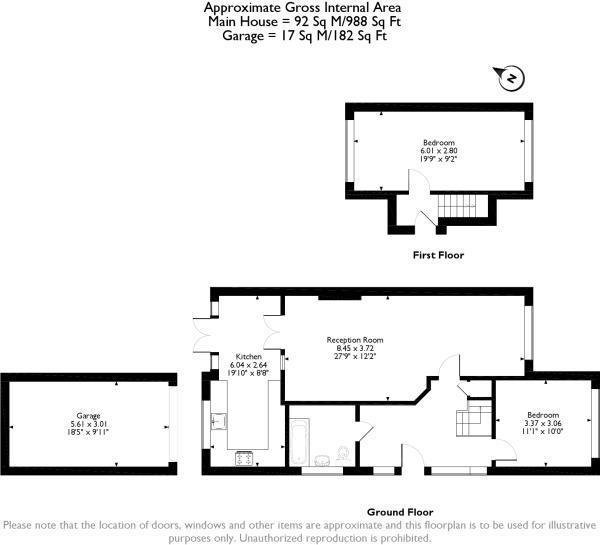 Approximate Gross Internal Area
Main House = 92 Sq M/988 Sq Ft
Garage = 17 Sq M/182 Sq Ft
N
Bedroom
6.01 x 2.80
19'9" x 9'2"
First Floor
Reception Room
8.45 x 3.72
27'9" x 12'2"
Kitchen
6.04 x 2.64
19'10" x 8'8"
Garage
5.61 x 3.01
18'5" x 9'11"
Bedroom
3.37 x 3.06
11'1" x 10'0"
Ground Floor
Please note that the location of doors, windows and other items are approximate and this floorplan is to be used for illustrative
purposes only. Unauthorized reproduction is prohibited.